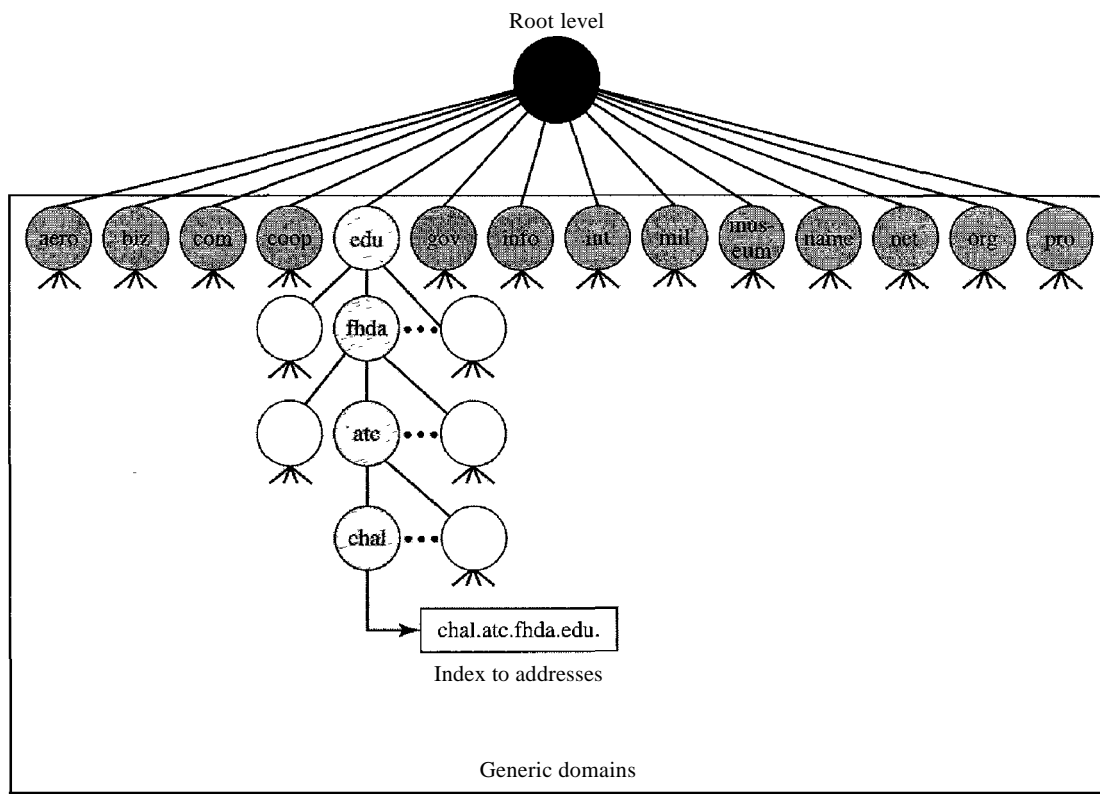 Root level
aero biz com coop edu gov info int mil mus- name net org pro
eum
fhda
atc
chal
chal.atc.fhda.edu.
Index to addresses
Generic domains